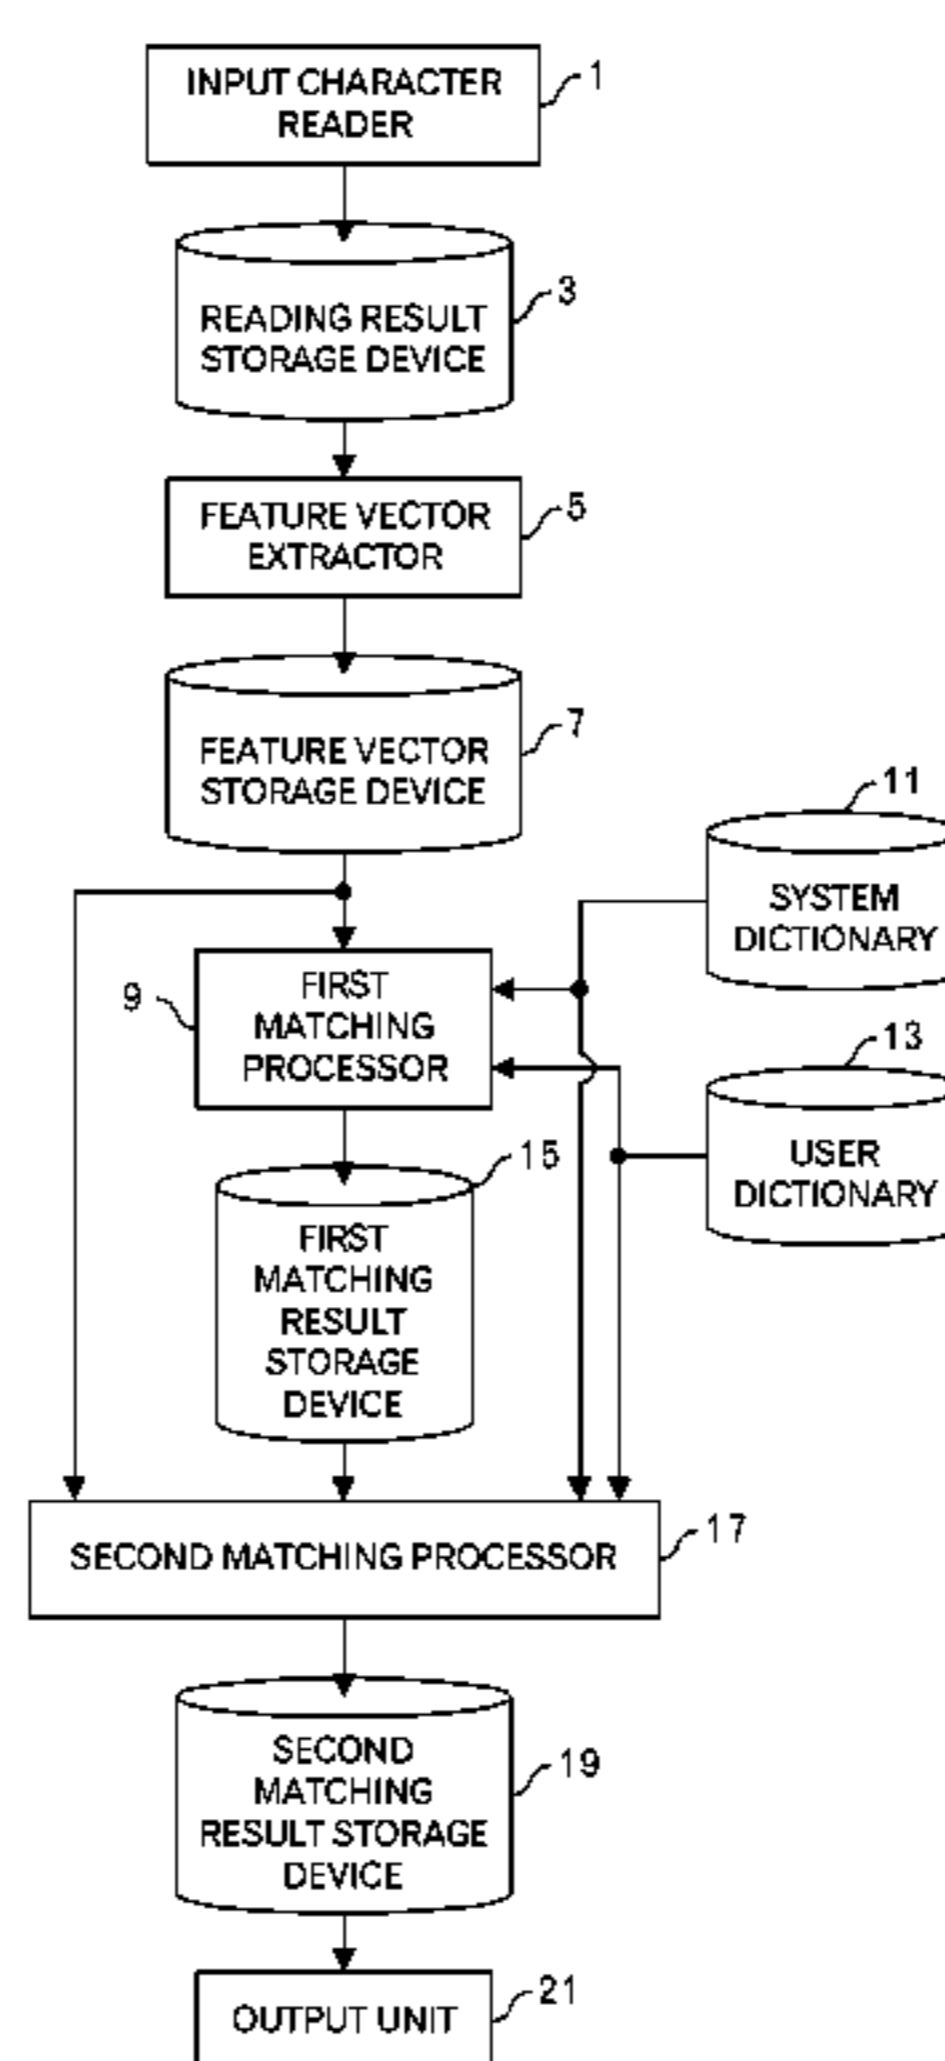 INPUT CHARACTER
READER
1
READING RESULT
STORAGE DEVICE
3
FEATURE VECTOR
EXTRACTOR
5
FEATURE VECTOR
STORAGE DEVICE
7
11
SYSTEM
DICTIONARY
9
FIRST
MATCHING
PROCESSOR
13
USER
DICTIONARY
15
FIRST
MATCHING
RESULT
STORAGE
DEVICE
SECOND MATCHING PROCESSOR
17
SECOND
MATCHING
RESULT STORAGE
DEVICE
19
OUTPUT UNIT
21